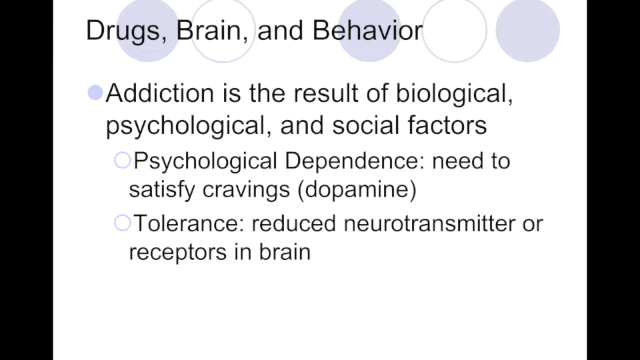 Drugs, Brain, and Behavior
Addiction is the result of biological,
psychological, and social factors
Psychological Dependence: need to
satisfy cravings (dopamine)
Tolerance: reduced neurotransmitter or
receptors in brain